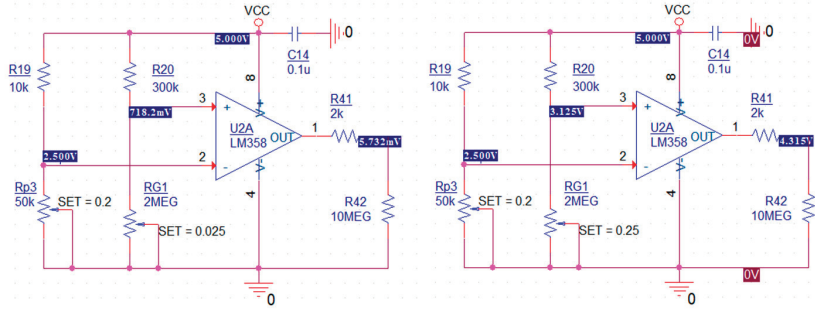 VCC
5.000V
0
C14
0.1u
R19
10k
R20
300k
8
3
+
V+
R41
2k
718.2mV
U2A
OUT
1
LM358
5.732mV
2.500V
2
-
V-
4
Rp3
50k
SET = 0.2
RG1
2MEG
SET = 0.025
R42
10MEG
0
VCC
5.000V
0V
0
C14
0.1u
R19
10k
R20
300k
8
3
+
V+
R41
2k
3.125V
U2A
OUT
1
LM358
4.315V
2.500V
2
-
V-
4
Rp3
50k
SET = 0.2
RG1
2MEG
SET = 0.25
R42
10MEG
0V
0